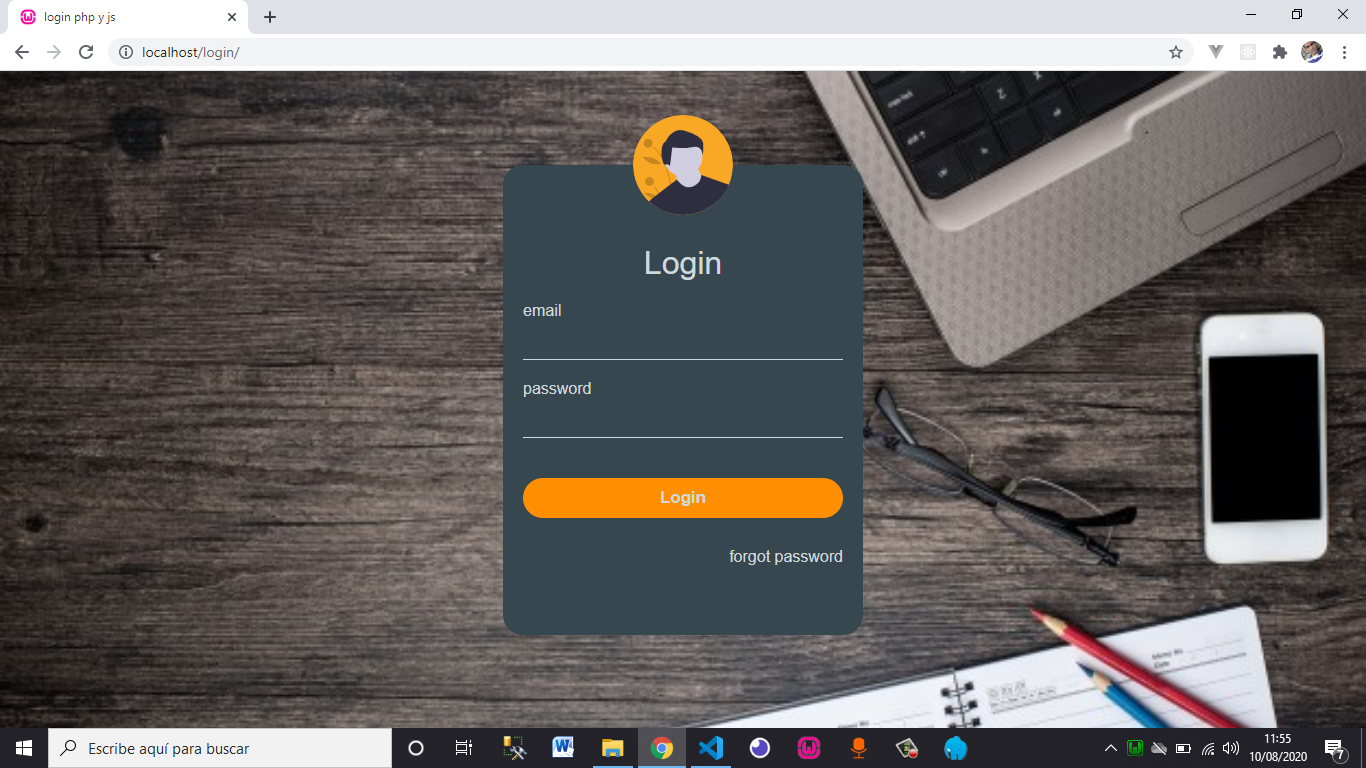 login php y js
localhost/login/
Login
email
password
Login
forgot password
Escribe aquí para buscar
11:55
10/08/2020
7